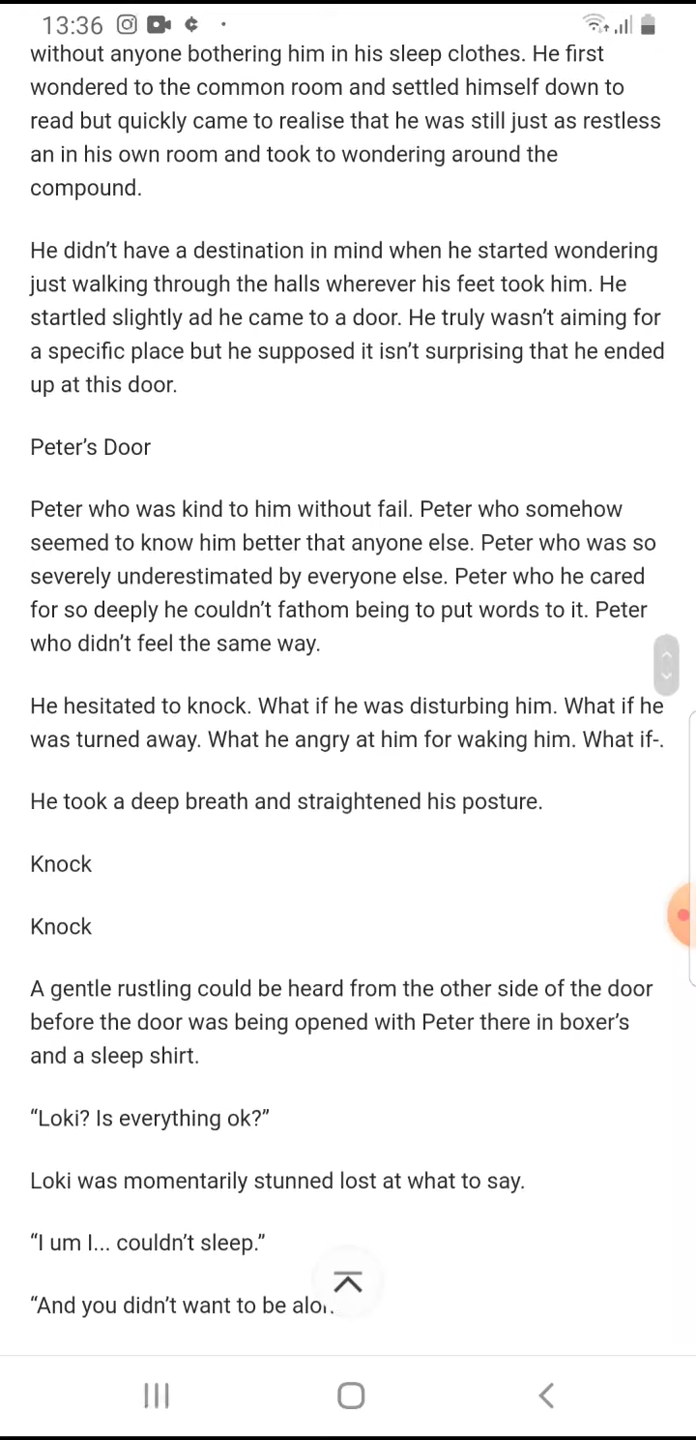 13:36
without anyone bothering him in his sleep clothes. He first
wondered to the common room and settled himself down to
read but quickly came to realise that he was still just as restless
an in his own room and took to wondering around the
compound.
He didn’t have a destination in mind when he started wondering
just walking through the halls wherever his feet took him. He
startled slightly ad he came to a door. He truly wasn’t aiming for
a specific place but he supposed it isn’t surprising that he ended
up at this door.
Peter’s Door
Peter who was kind to him without fail. Peter who somehow
seemed to know him better that anyone else. Peter who was so
severely underestimated by everyone else. Peter who he cared
for so deeply he couldn’t fathom being to put words to it. Peter
who didn’t feel the same way.
He hesitated to knock. What if he was disturbing him. What if he
was turned away. What he angry at him for waking him. What if-.
He took a deep breath and straightened his posture.
Knock
Knock
A gentle rustling could be heard from the other side of the door
before the door was being opened with Peter there in boxer’s
and a sleep shirt.
“Loki? Is everything ok?”
Loki was momentarily stunned lost at what to say.
“I um I... couldn’t sleep.”
“And you didn’t want to be